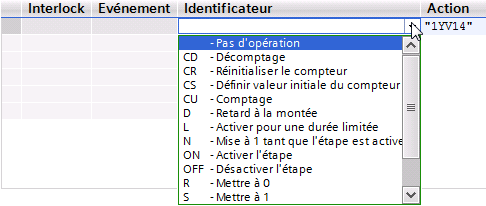 Interlock Evénement Identificateur Action
"1YV14"
- Pas d'opération
CD - Décomptage
CR - Réinitialiser le compteur
CS - Définir valeur initiale du compteur
CU - Comptage
D - Retard à la montée
L - Activer pour une durée limitée
N - Mise à 1 tant que l'étape est active
ON - Activer l'étape
OFF - Désactiver l'étape
R - Mettre à 0
S - Mettre à 1